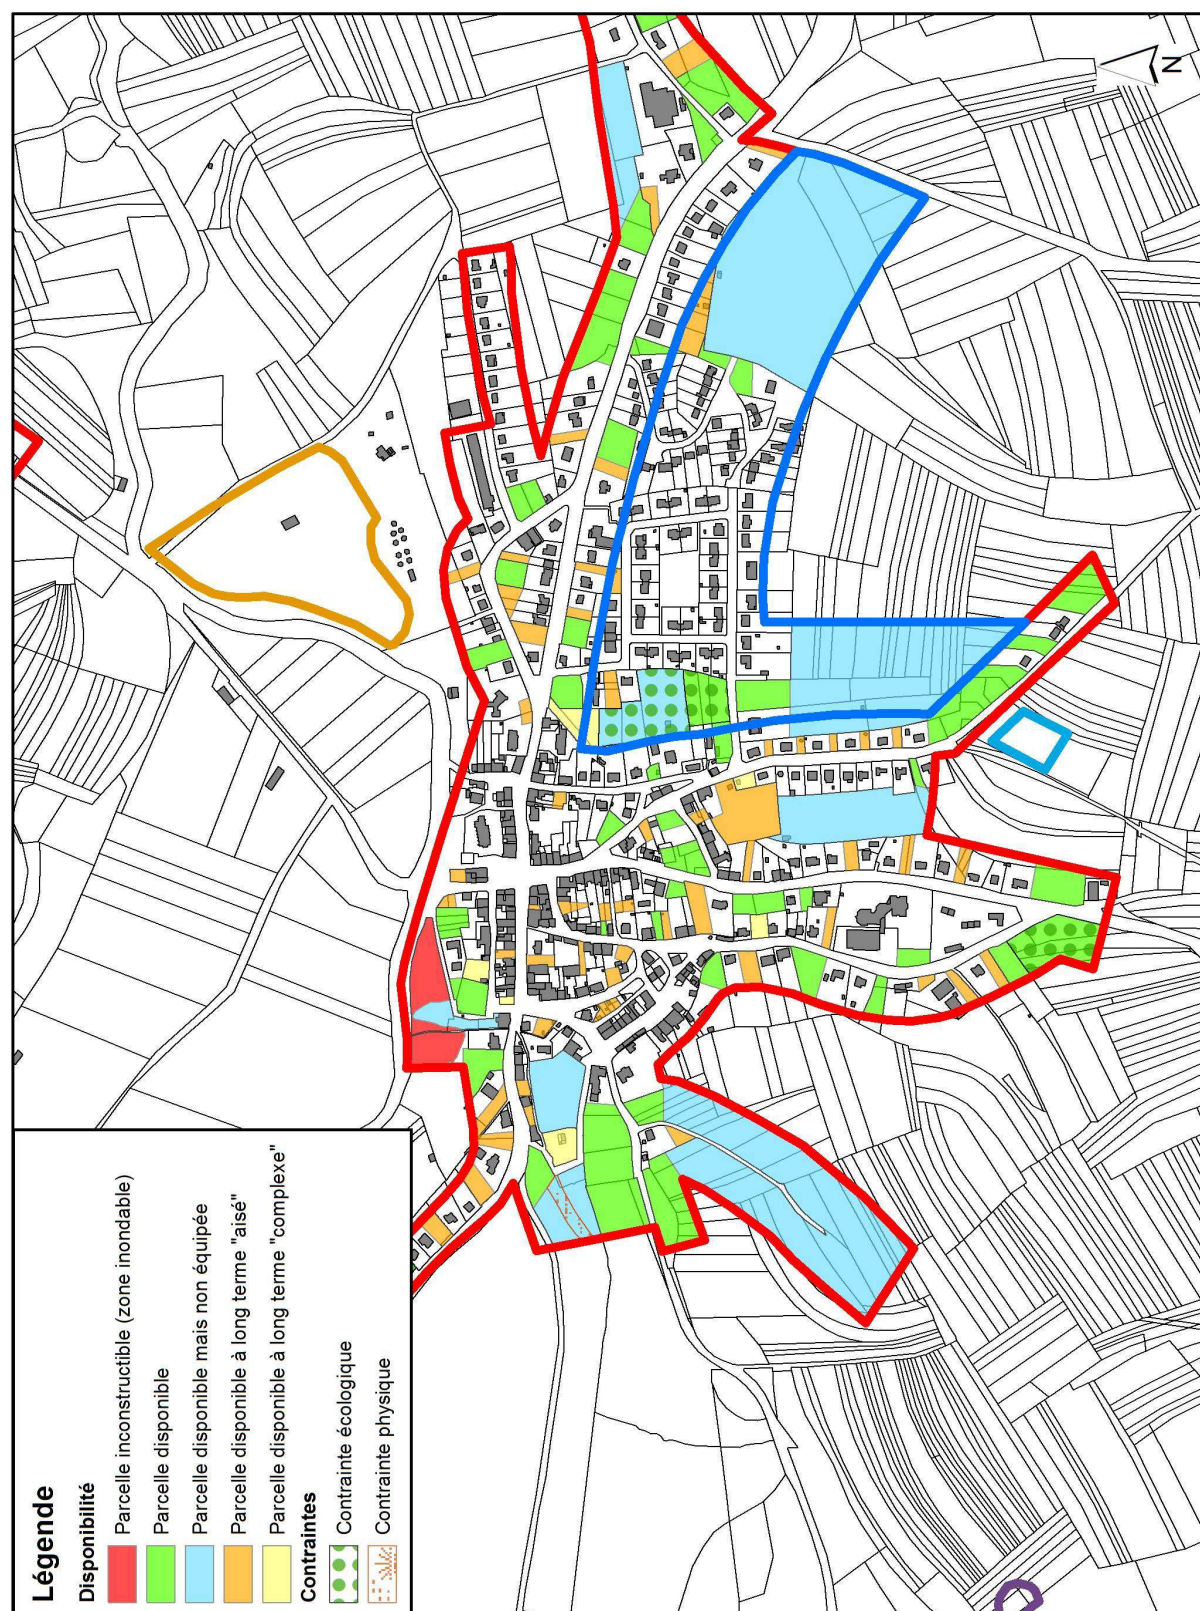 Légende
Disponibilité
Parcelle inconstructible (zone inondable)
Parcelle disponible
Parcelle disponible mais non équipée
Parcelle disponible à long terme "aisé"
Parcelle disponible à long terme "complexe"
Contraintes
Contrainte écologique
Contrainte physique
N